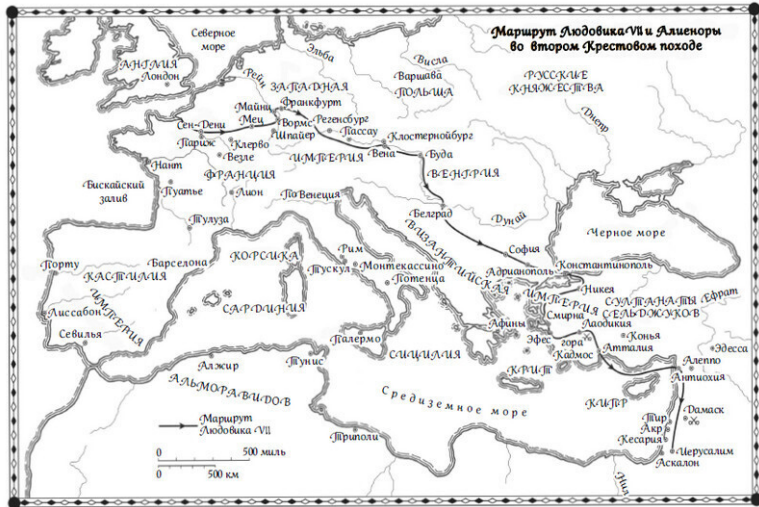 Маршрут Людовика VII и Алиеноры
во втором Крестовом походе
Северное
море
АНГЛИЯ
Лондон
Эльба
Висла
Варшава
ПОЛЬША
РУССКИЕ
КНЯЖЕСТВА
Днепр
Рейн
ЗАПАДНАЯ
Майнц
Франкфурт
Сен-Дени
Мец
Вормс
Регенсбург
Париж
Клерво
Шпайер
Пассау
Клостернойбург
Везле
ИМПЕРИЯ
Вена
Буда
Нант
ФРАНЦИЯ
ВЕНГРИЯ
Бискайский
залив
Пуатье
Лион
По
Венеция
Белград
Дунай
Тулуза
Черное море
ВИЗАНТИЙСКАЯ
София
Порту
Барселона
КОРСИКА
Рим
Адрианополь
Константинополь
КАСТИЛИЯ
Тускул
Монтекассино
Никея
Потенца
ИМПЕРИЯ
СУЛТАНАТЫ
СЕЛЬДЖУКОВ
Ефрат
Лиссабон
ИМПЕРИЯ
САРДИНИЯ
Смирна
Лаодикия
Севилья
Палермо
Афины
Эфес
гора
Кадмос
Конья
Эдесса
Алжир
Тунис
СИЦИЛИЯ
Атталия
Алеппо
АЛЬМОРАВИДОВ
КРИТ
Антиохия
Средиземное море
КИПР
Маршрут
Людовика VII
Триполи
Тир
Дамаск
Акр
Кесария
0 500 миль
Иерусалим
0 500 км
Аскалон
Нил